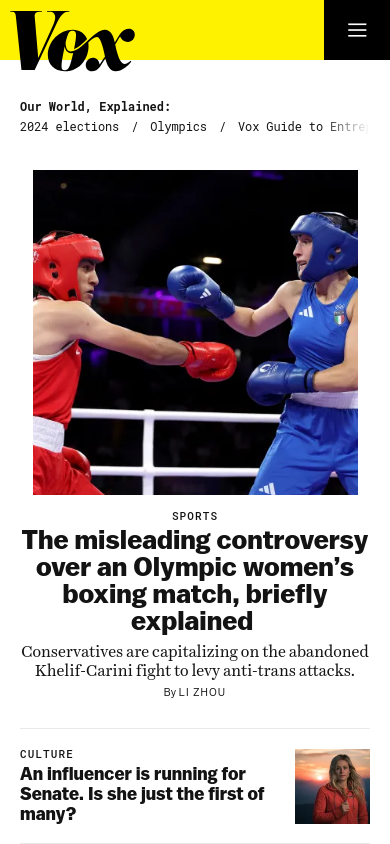 Vox
Our World, Explained:
2024 elections / Olympics / Vox Guide to
SPORTS
The misleading controversy
over an Olympic women’s
boxing match, briefly
explained
Conservatives are capitalizing on the abandoned
Khelif-Carini fight to levy anti-trans attacks.
By LI ZHOU
CULTURE
An influencer is running for
Senate. Is she just the first of
many?